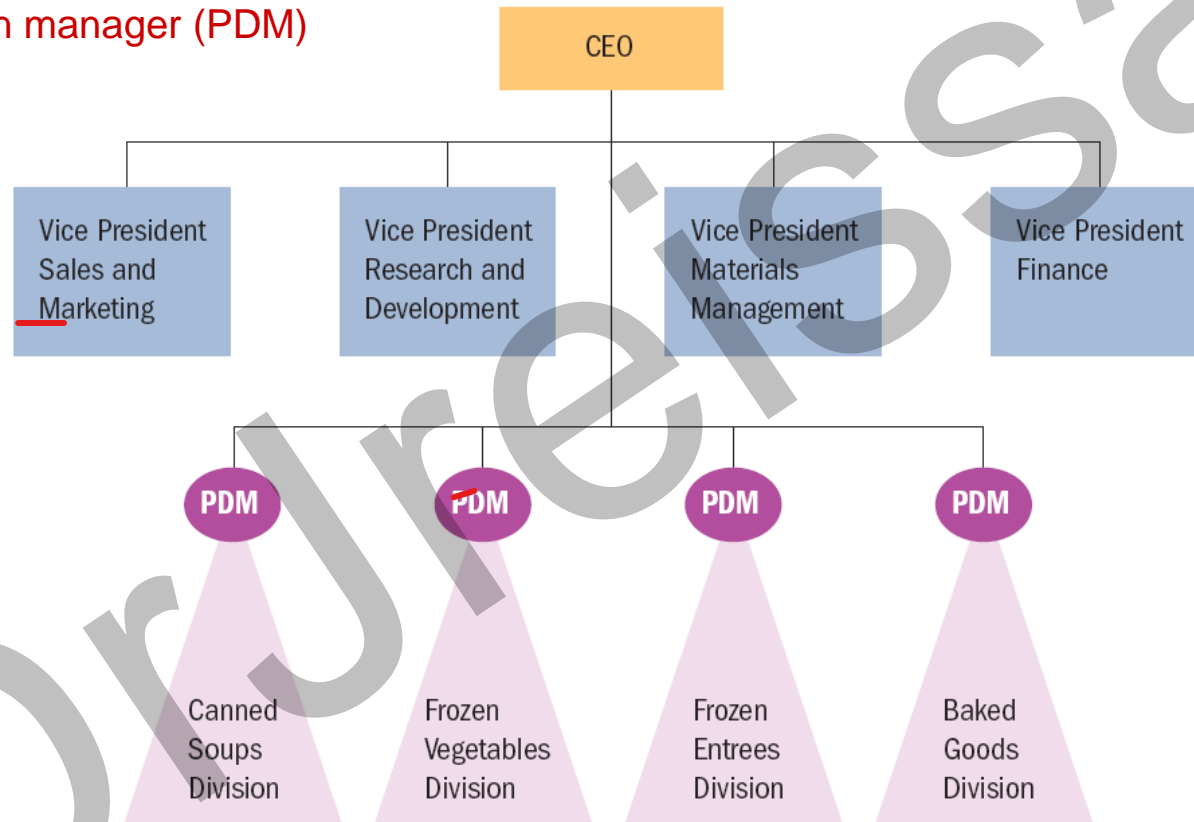 n manager (PDM)
CEO
Vice President
Sales and
Marketing
Vice President
Research and
Development
Vice President
Materials
Management
Vice President
Finance
PDM
PDM
PDM
PDM
Canned
Soups
Division
Frozen
Vegetables
Division
Frozen
Entrees
Division
Baked
Goods
Division
DrJreissa